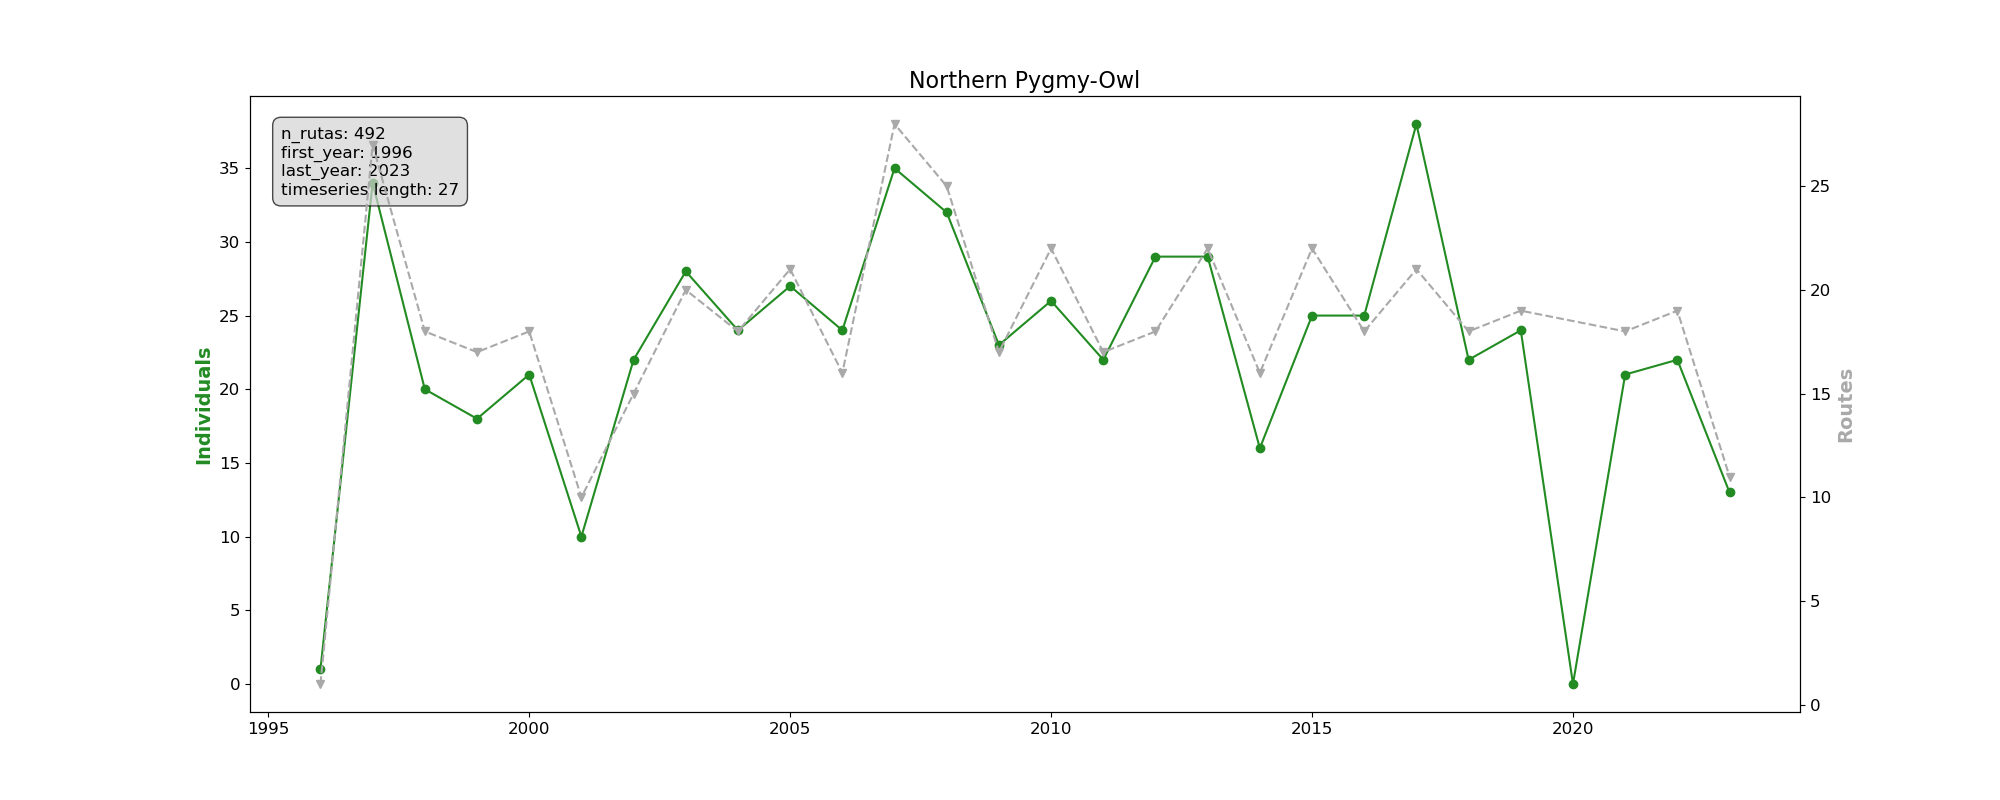 Northern Pygmy-Owl
n_rutas: 492
first_year: 1996
last_year: 2023
timeseries length: 27
Individuals
35
30
25
20
15
10
5
0
1995
2000
2005
2010
2015
2020
25
20
15
10
5
0
Routes